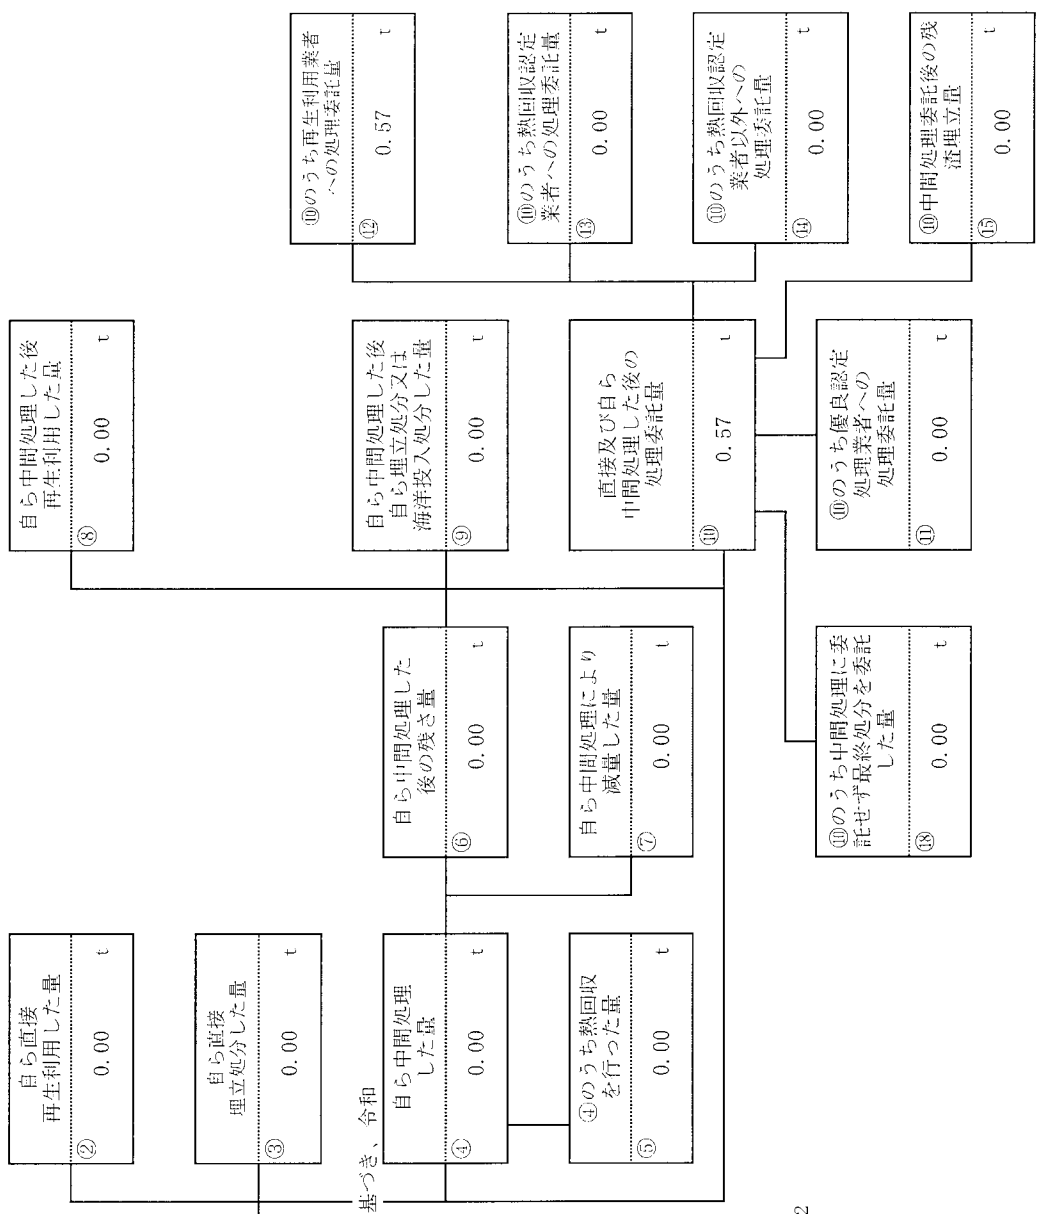 自ら直接
再生利用した量
② 0.00 t
自ら直接
埋立処分した量
③ 0.00 t
基づき、令和
自ら中間処理
した量
④ 0.00 t
④のうち熱回収
を行った量
⑤ 0.00 t
自ら中間処理した
後の残さ量
⑥ 0.00 t
自ら中間処理により
減量した量
⑦ 0.00 t
⑩のうち中間処理に委
託せず最終処分を委託
した量
⑱ 0.00 t
自ら中間処理した後
再生利用した量
⑧ 0.00 t
自ら中間処理した後
自ら埋立処分又は
海洋投入処分した量
⑨ 0.00 t
直接及び自ら
中間処理した後の
処理委託量
⑩ 0.57 t
⑩のうち優良認定
処理業者への
処理委託量
⑪ 0.00 t
⑩のうち再生利用業者
への処理委託量
⑫ 0.57 t
⑩のうち熱回収認定
業者への処理委託量
⑬ 0.00 t
⑩のうち熱回収認定
業者以外への
処理委託量
⑭ 0.00 t
⑩中間処理委託後の残
渣埋立量
⑮ 0.00 t
2